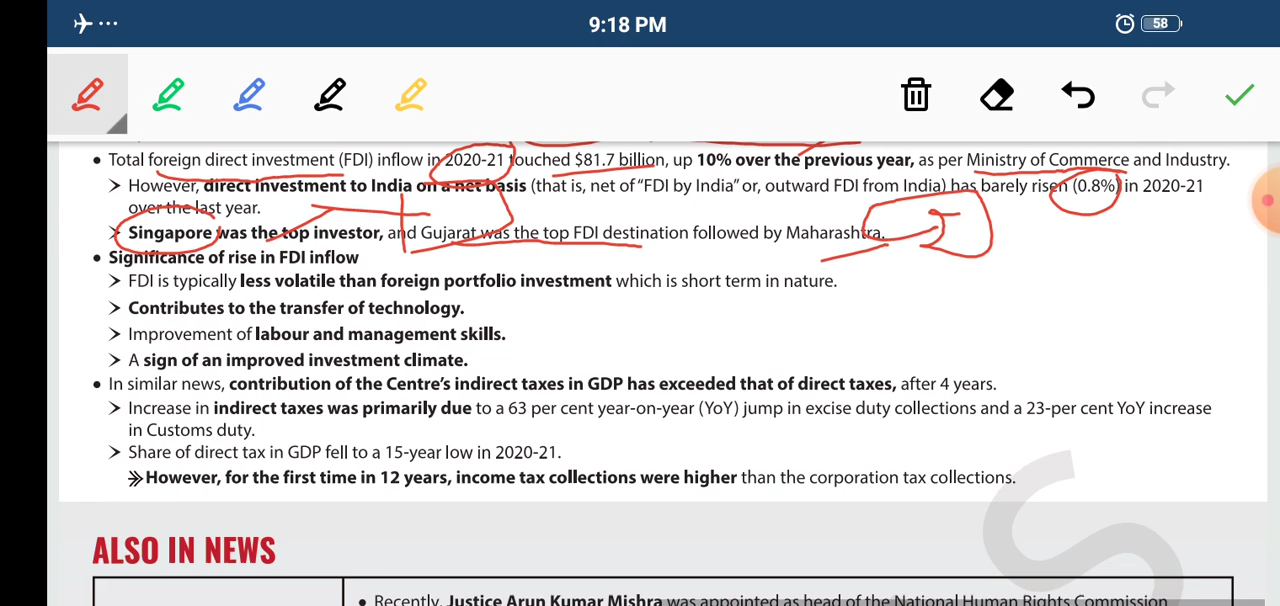 9:18 PM
58
• Total foreign direct investment (FDI) inflow in 2020-21 touched $81.7 billion, up 10% over the previous year, as per Ministry of Commerce and Industry.
➢ However, direct investment to India on a net basis (that is, net of “FDI by India” or, outward FDI from India) has barely risen (0.8%) in 2020-21
over the last year.
➢ Singapore was the top investor, and Gujarat was the top FDI destination followed by Maharashtra.
• Significance of rise in FDI inflow
➢ FDI is typically less volatile than foreign portfolio investment which is short term in nature.
➢ Contributes to the transfer of technology.
➢ Improvement of labour and management skills.
➢ A sign of an improved investment climate.
• In similar news, contribution of the Centre’s indirect taxes in GDP has exceeded that of direct taxes, after 4 years.
➢ Increase in indirect taxes was primarily due to a 63 per cent year-on-year (YoY) jump in excise duty collections and a 23-per cent YoY increase
in Customs duty.
➢ Share of direct tax in GDP fell to a 15-year low in 2020-21.
⪢ However, for the first time in 12 years, income tax collections were higher than the corporation tax collections.
S
ALSO IN NEWS
• Recently, Justice Arun Kumar Mishra was appointed as head of the National Human Rights Commission